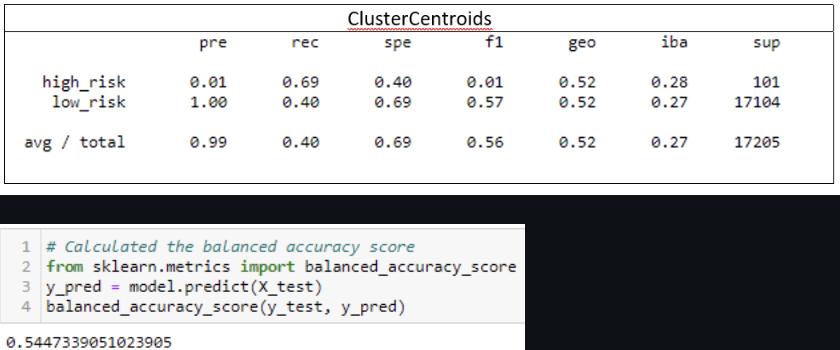 ClusterCentroids
pre rec spe f1 geo iba sup
high_risk 0.01 0.69 0.40 0.01 0.52 0.28 101
low_risk 1.00 0.40 0.69 0.57 0.52 0.27 17104
avg / total 0.99 0.40 0.69 0.56 0.52 0.27 17205
1 # Calculated the balanced accuracy score
2 from sklearn.metrics import balanced_accuracy_score
3 y_pred = model.predict(X_test)
4 balanced_accuracy_score(y_test, y_pred)
0.5447339051023905